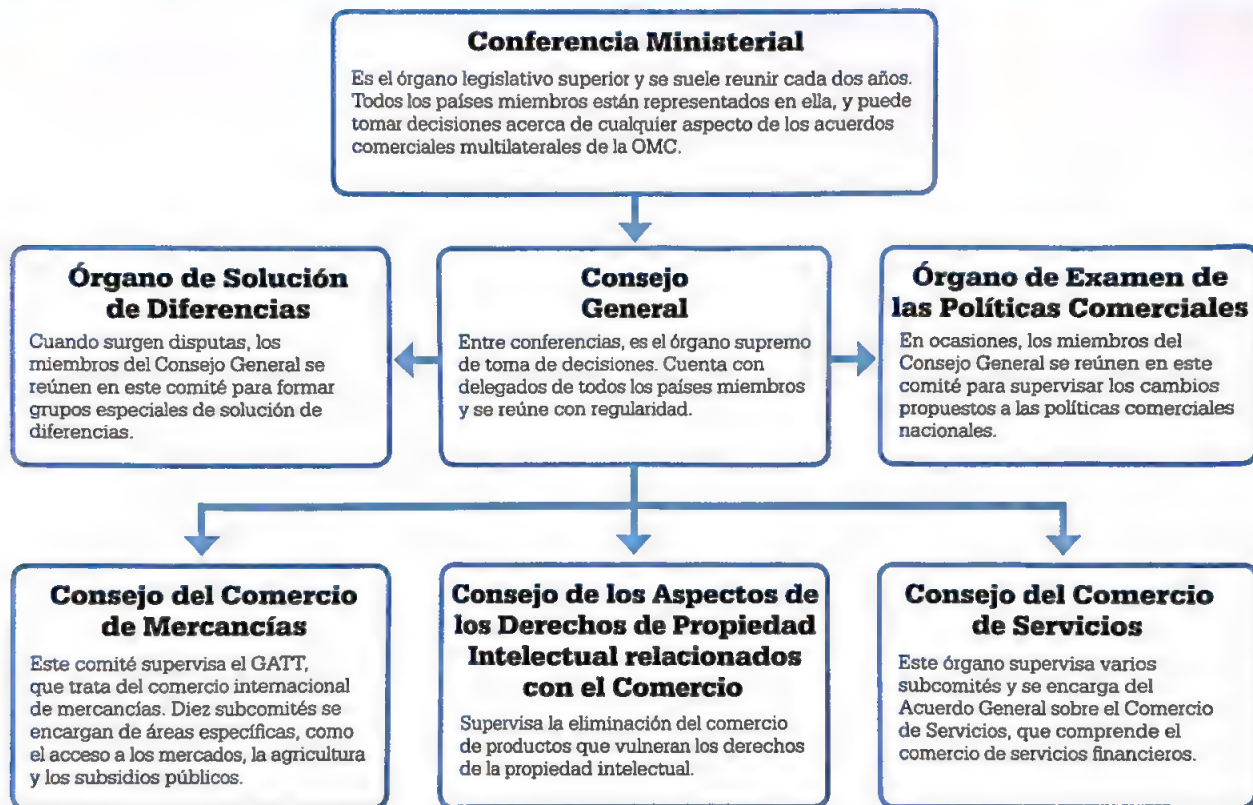 Conferencia Ministerial
Es el órgano legislativo superior y se suele reunir cada dos años.
Todos los países miembros están representados en ella, y puede
tomar decisiones acerca de cualquier aspecto de los acuerdos
comerciales multilaterales de la OMC.
Órgano de Solución
de Diferencias
Cuando surgen disputas, los
miembros del Consejo General se
reúnen en este comité para formar
grupos especiales de solución de
diferencias.
Consejo
General
Entre conferencias, es el órgano supremo
de toma de decisiones. Cuenta con
delegados de todos los países miembros
y se reúne con regularidad.
Órgano de Examen de
las Políticas Comerciales
En ocasiones, los miembros del
Consejo General se reúnen en este
comité para supervisar los cambios
propuestos a las políticas comerciales
nacionales.
Consejo del Comercio
de Mercancías
Este comité supervisa el GATT,
que trata del comercio internacional
de mercancías. Diez subcomités se
encargan de áreas específicas, como
el acceso a los mercados, la agricultura
y los subsidios públicos.
Consejo de los Aspectos de
los Derechos de Propiedad
Intelectual relacionados
con el Comercio
Supervisa la eliminación del comercio
de productos que vulneran los derechos
de la propiedad intelectual.
Consejo del Comercio
de Servicios
Este órgano supervisa varios
subcomités y se encarga del
Acuerdo General sobre el Comercio
de Servicios, que comprende el
comercio de servicios financieros.